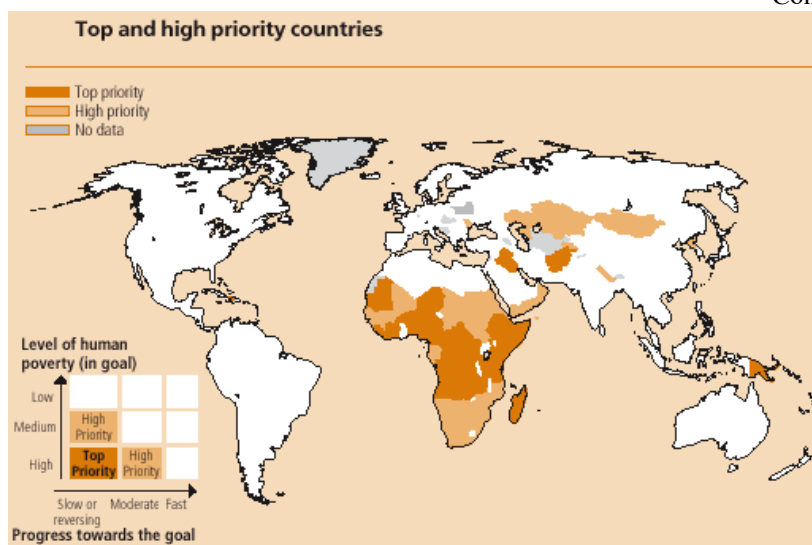 Top and high priority countries
Top priority
High priority
No data
Level of human
poverty (in goal)
Low
Medium
High
Priority
High
Top
Priority
High
Priority
Slow or
reversing
Moderate
Fast
Progress towards the goal